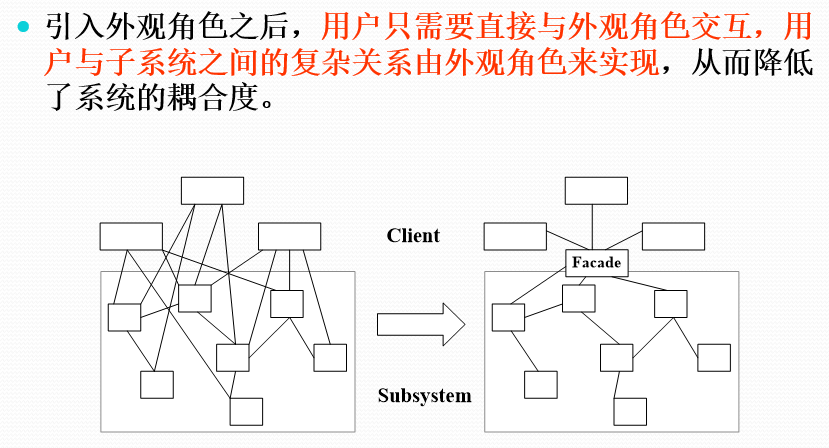 引入外观角色之后，用户只需要直接与外观角色交互，用
户与子系统之间的复杂关系由外观角色来实现，从而降低
了系统的耦合度。
Client
Facade
Subsystem